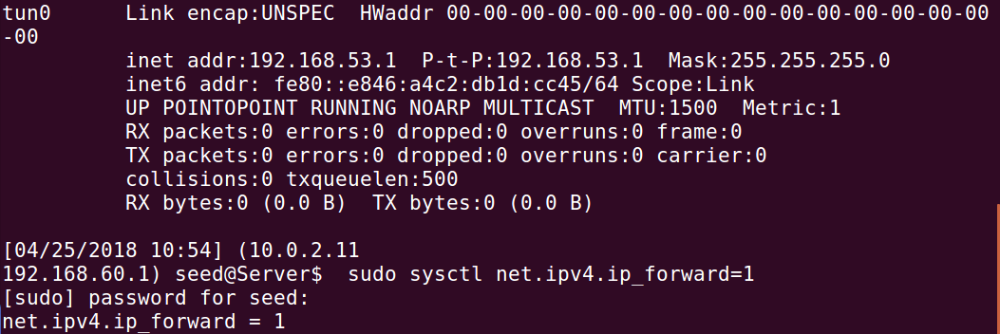 tun0      Link encap:UNSPEC  HWaddr 00-00-00-00-00-00-00-00-00-00-00-00-00-00-00
-00
          inet addr:192.168.53.1  P-t-P:192.168.53.1  Mask:255.255.255.0
          inet6 addr: fe80::e846:a4c2:db1d:cc45/64 Scope:Link
          UP POINTOPOINT RUNNING NOARP MULTICAST  MTU:1500  Metric:1
          RX packets:0 errors:0 dropped:0 overruns:0 frame:0
          TX packets:0 errors:0 dropped:0 overruns:0 carrier:0
          collisions:0 txqueuelen:500
          RX bytes:0 (0.0 B)  TX bytes:0 (0.0 B)
[04/25/2018 10:54] (10.0.2.11
192.168.60.1) seed@Server$  sudo sysctl net.ipv4.ip_forward=1
[sudo] password for seed:
net.ipv4.ip_forward = 1